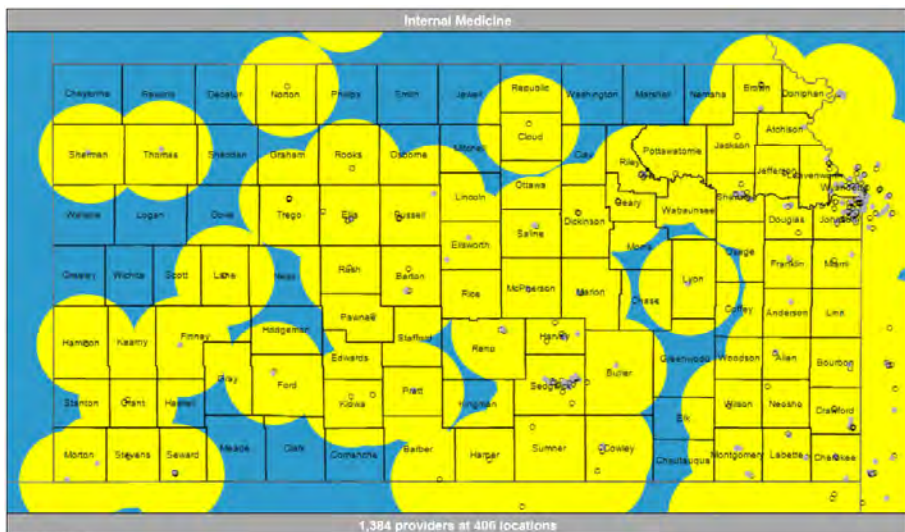 Internal Medicine
Cheyenne Rawlins Decatur Norton Phillips Smith Jewell Republic Washington Marshall Nemaha Brown Doniphan
Cloud Atchison
Sherman Thomas Sheridan Graham Rooks Osborne Mitchell Clay Riley Pottawatomie Jackson Jefferson Leavenworth Wyandotte
Ottawa
Wallace Logan Gove Trego Ellis Russell Lincoln Dickinson Geary Wabaunsee Shawnee Douglas Johnson
Saline
Ellsworth Morris Osage
Greeley Wichita Scott Lane Ness Rush Barton Rice McPherson Marion Chase Lyon Franklin Miami
Coffey Anderson Linn
Hamilton Kearny Finney Hodgeman Pawnee Stafford Reno Harvey
Gray Ford Edwards Sedgwick Butler Greenwood Woodson Allen Bourbon
Stanton Grant Haskell Kiowa Pratt Kingman Elk Wilson Neosho Crawford
Morton Stevens Seward Meade Clark Comanche Barber Harper Sumner Cowley Chautauqua Montgomery Labette Cherokee
1,384 providers at 406 locations